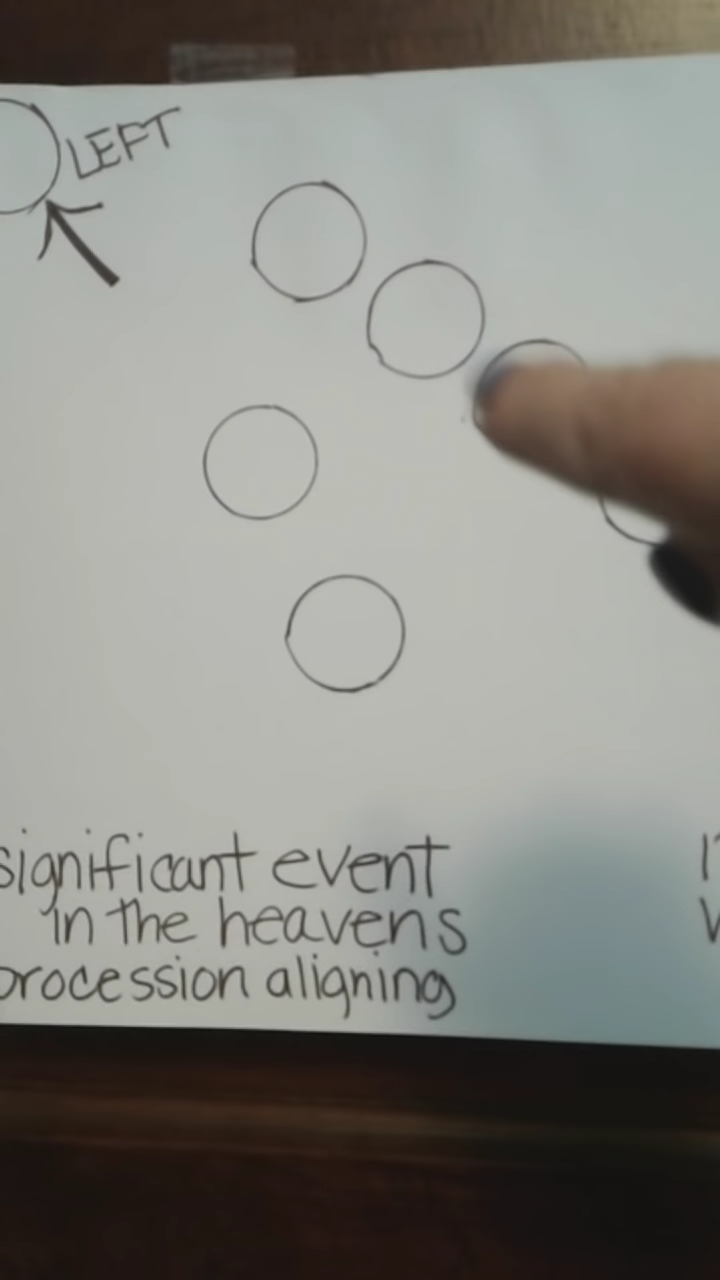 LEFT
significant event
in the heavens
procession aligning